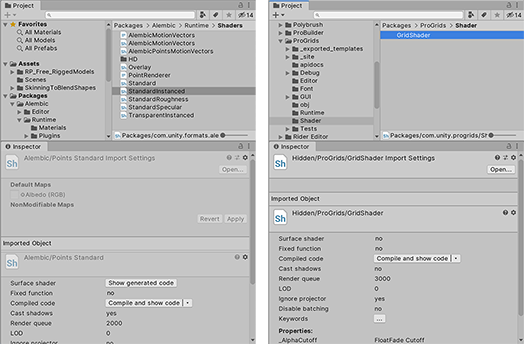 Project
14
Favorites
All Materials
All Models
All Prefabs
Assets
RP_Free_RiggedModels
Scenes
SkinningToBlendShapes
Packages
Alembic
Editor
Runtime
Materials
Plugins
Packages Alembic Runtime Shaders
AlembicMotionVectors
AlembicMotionVectors
AlembicPointsMotionVectors
HD
Overlay
PointRenderer
Standard
StandardInstanced
StandardRoughness
StandardSpecular
TransparentInstanced
Packages/com.unity.formats.ale
Inspector
Sh
Alembic/Points Standard Import Settings
Open...
Default Maps
Albedo (RGB)
NonModifiable Maps
Revert Apply
Imported Object
Sh
Alembic/Points Standard
Surface shader Show generated code
Fixed function no
Compiled code Compile and show code
Cast shadows yes
Render queue 2000
LOD 0
Ignore projector no
Project
14
Polybrush
ProBuilder
ProGrids
_exported_templates
_site
apidocs
Debug
Editor
Font
GUI
obj
Runtime
Shader
Tests
Rider Editor
Packages ProGrids Shader
GridShader
Packages/com.unity.progrids/Sh
Inspector
Sh
Hidden/ProGrids/GridShader Import Settings
Open...
Imported Object
Sh
Hidden/ProGrids/GridShader
Surface shader no
Fixed function no
Compiled code Compile and show code
Cast shadows no
Render queue 3000
LOD 0
Ignore projector yes
Disable batching no
Keywords ...
Properties:
_AlphaCutoff FloatFade Cutoff